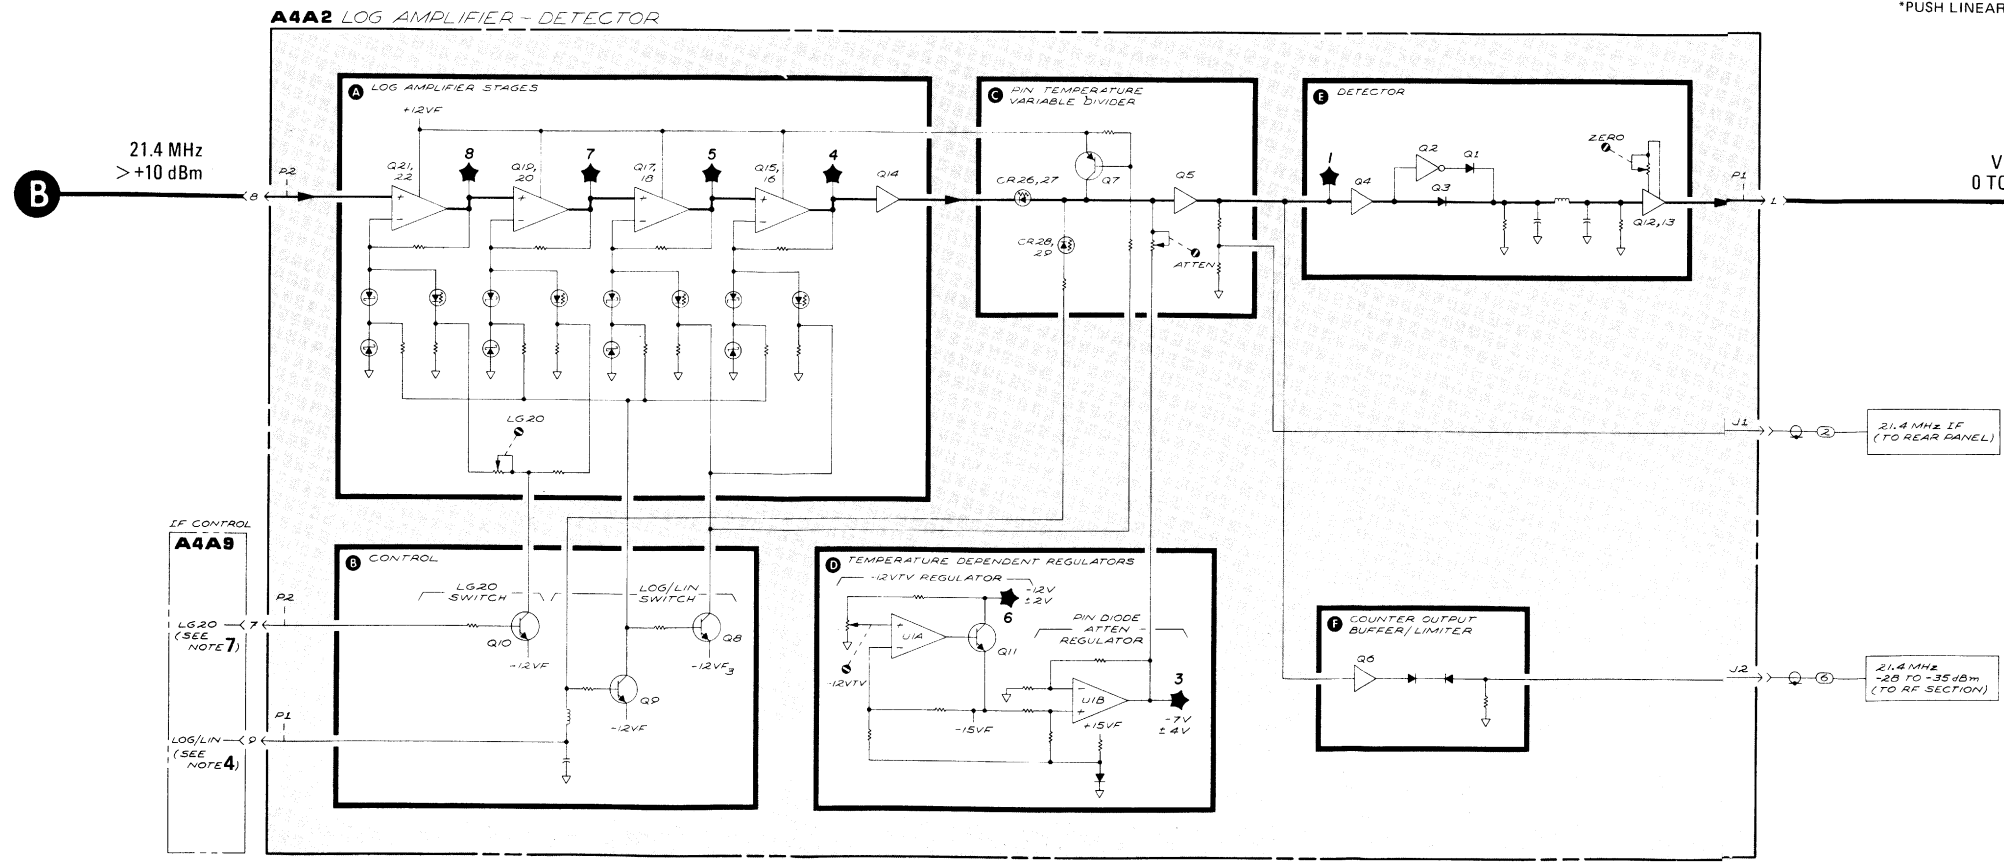 A4A2 LOG AMPLIFIER - DETECTOR
*PUSH LINEAR
A LOG AMPLIFIER STAGES
+12VF
Q21,
22
8
Q19,
20
7
Q17,
18
5
Q15,
16
4
Q14
LG20
C PIN TEMPERATURE
VARIABLE DIVIDER
Q7
CR26,27
CR28,
29
Q5
ATTEN
E DETECTOR
1
Q4
Q2
Q1
Q3
ZERO
Q12,13
P1
L
V
0 TO
B
21.4 MHz
>+10 dBm
8
P2
J1
2
21.4 MHz IF
(TO REAR PANEL)
IF CONTROL
A4A9
LG20
(SEE
NOTE 7)
7
P2
LOG/LIN
(SEE
NOTE 4)
9
P1
B CONTROL
LG20
SWITCH
LOG/LIN
SWITCH
Q10
-12VF
Q8
-12VF3
Q9
-12VF
D TEMPERATURE DEPENDENT REGULATORS
-12VTV REGULATOR
-12V
±2V
6
U1A
Q11
-12VTV
PIN DIODE
ATTEN
REGULATOR
U1B
-15VF
+15VF
3
-7V
±4V
F COUNTER OUTPUT
BUFFER/LIMITER
Q6
J2
6
21.4 MHz
-28 TO -35dBm
(TO RF SECTION)